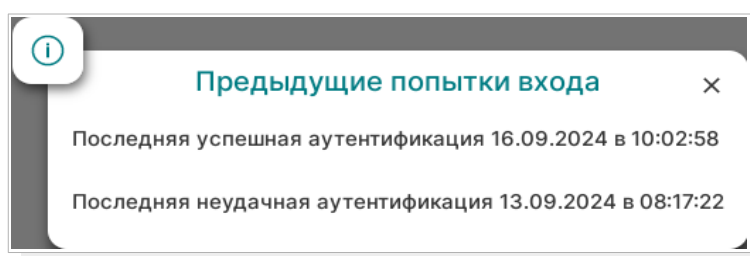 Предыдущие попытки входа
Последняя успешная аутентификация 16.09.2024 в 10:02:58
Последняя неудачная аутентификация 13.09.2024 в 08:17:22